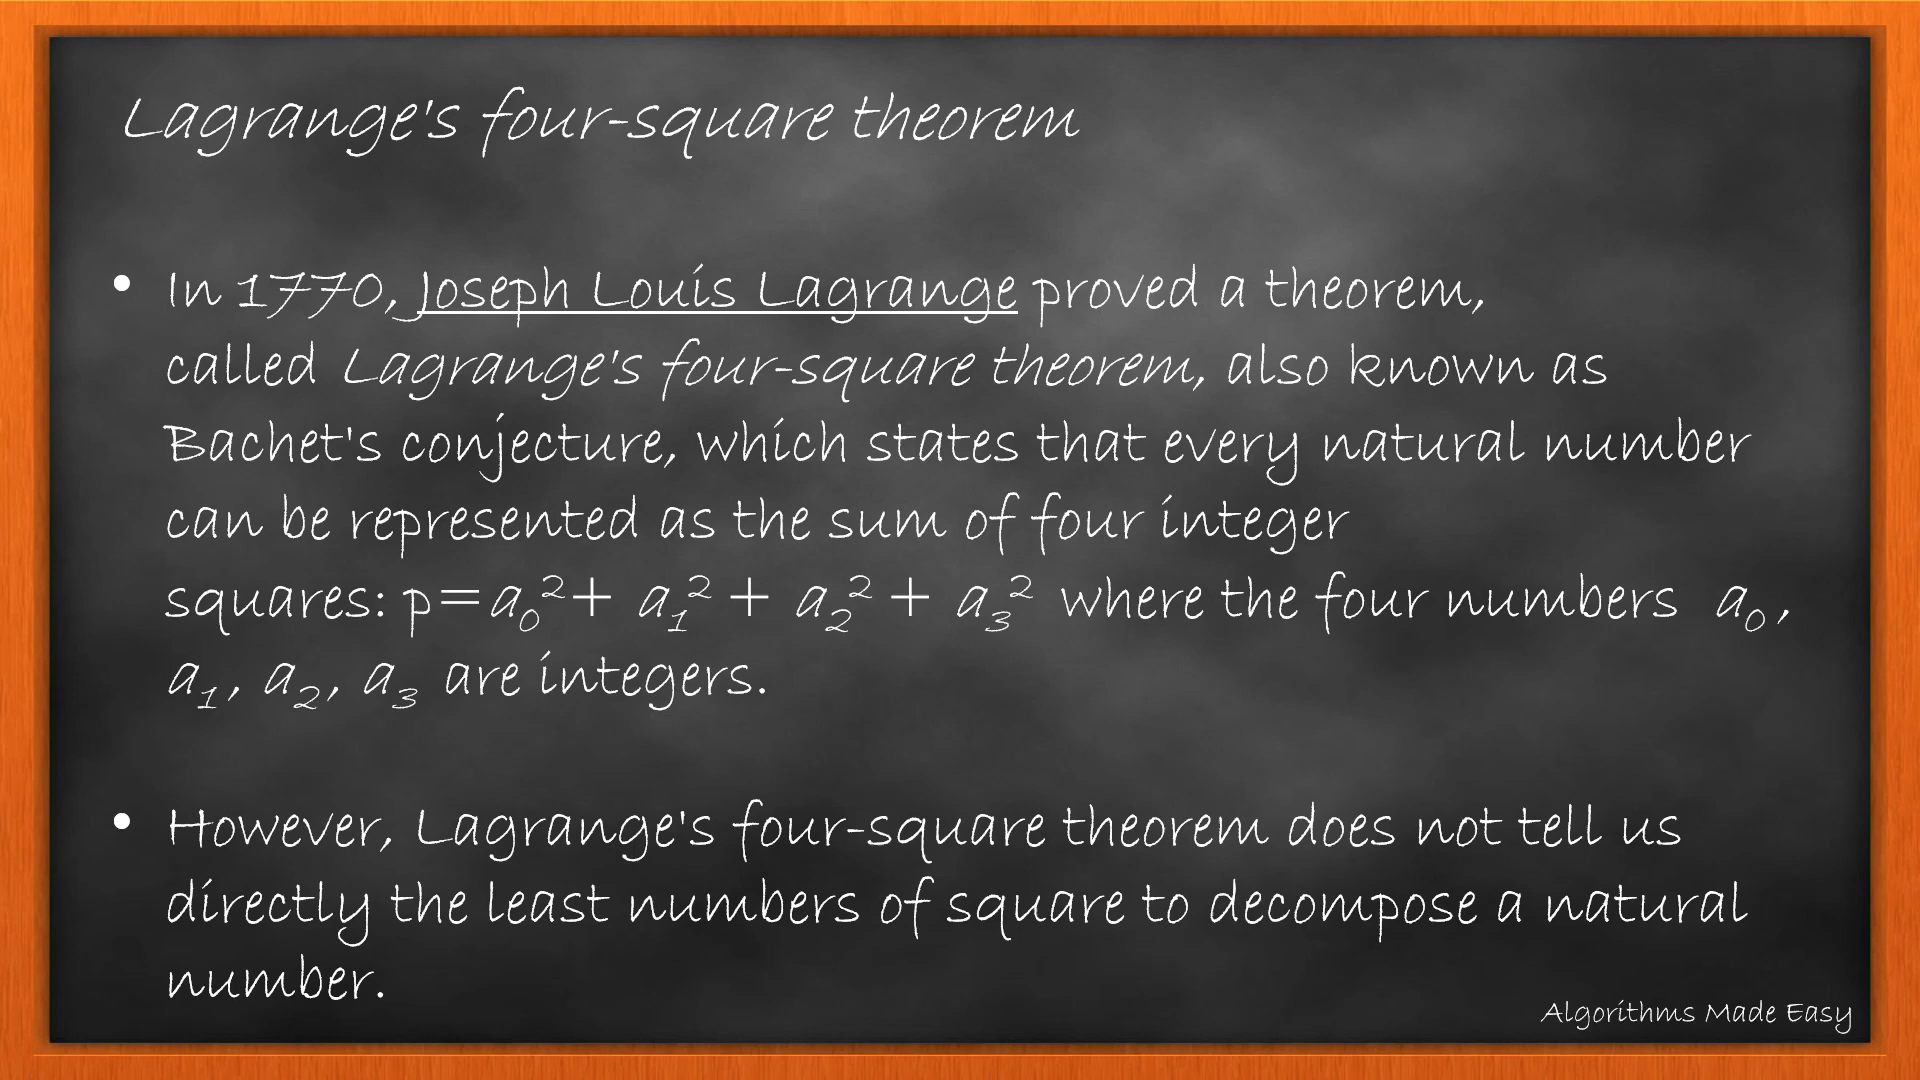 Lagrange's four-square theorem
• In 1770, Joseph Louis Lagrange proved a theorem,
called Lagrange's four-square theorem, also known as
Bachet's conjecture, which states that every natural number
can be represented as the sum of four integer
squares: p=a₀²+ a₁² + a₂² + a₃² where the four numbers a₀,
a₁, a₂, a₃ are integers.
• However, Lagrange's four-square theorem does not tell us
directly the least numbers of square to decompose a natural
number.
Algorithms Made Easy